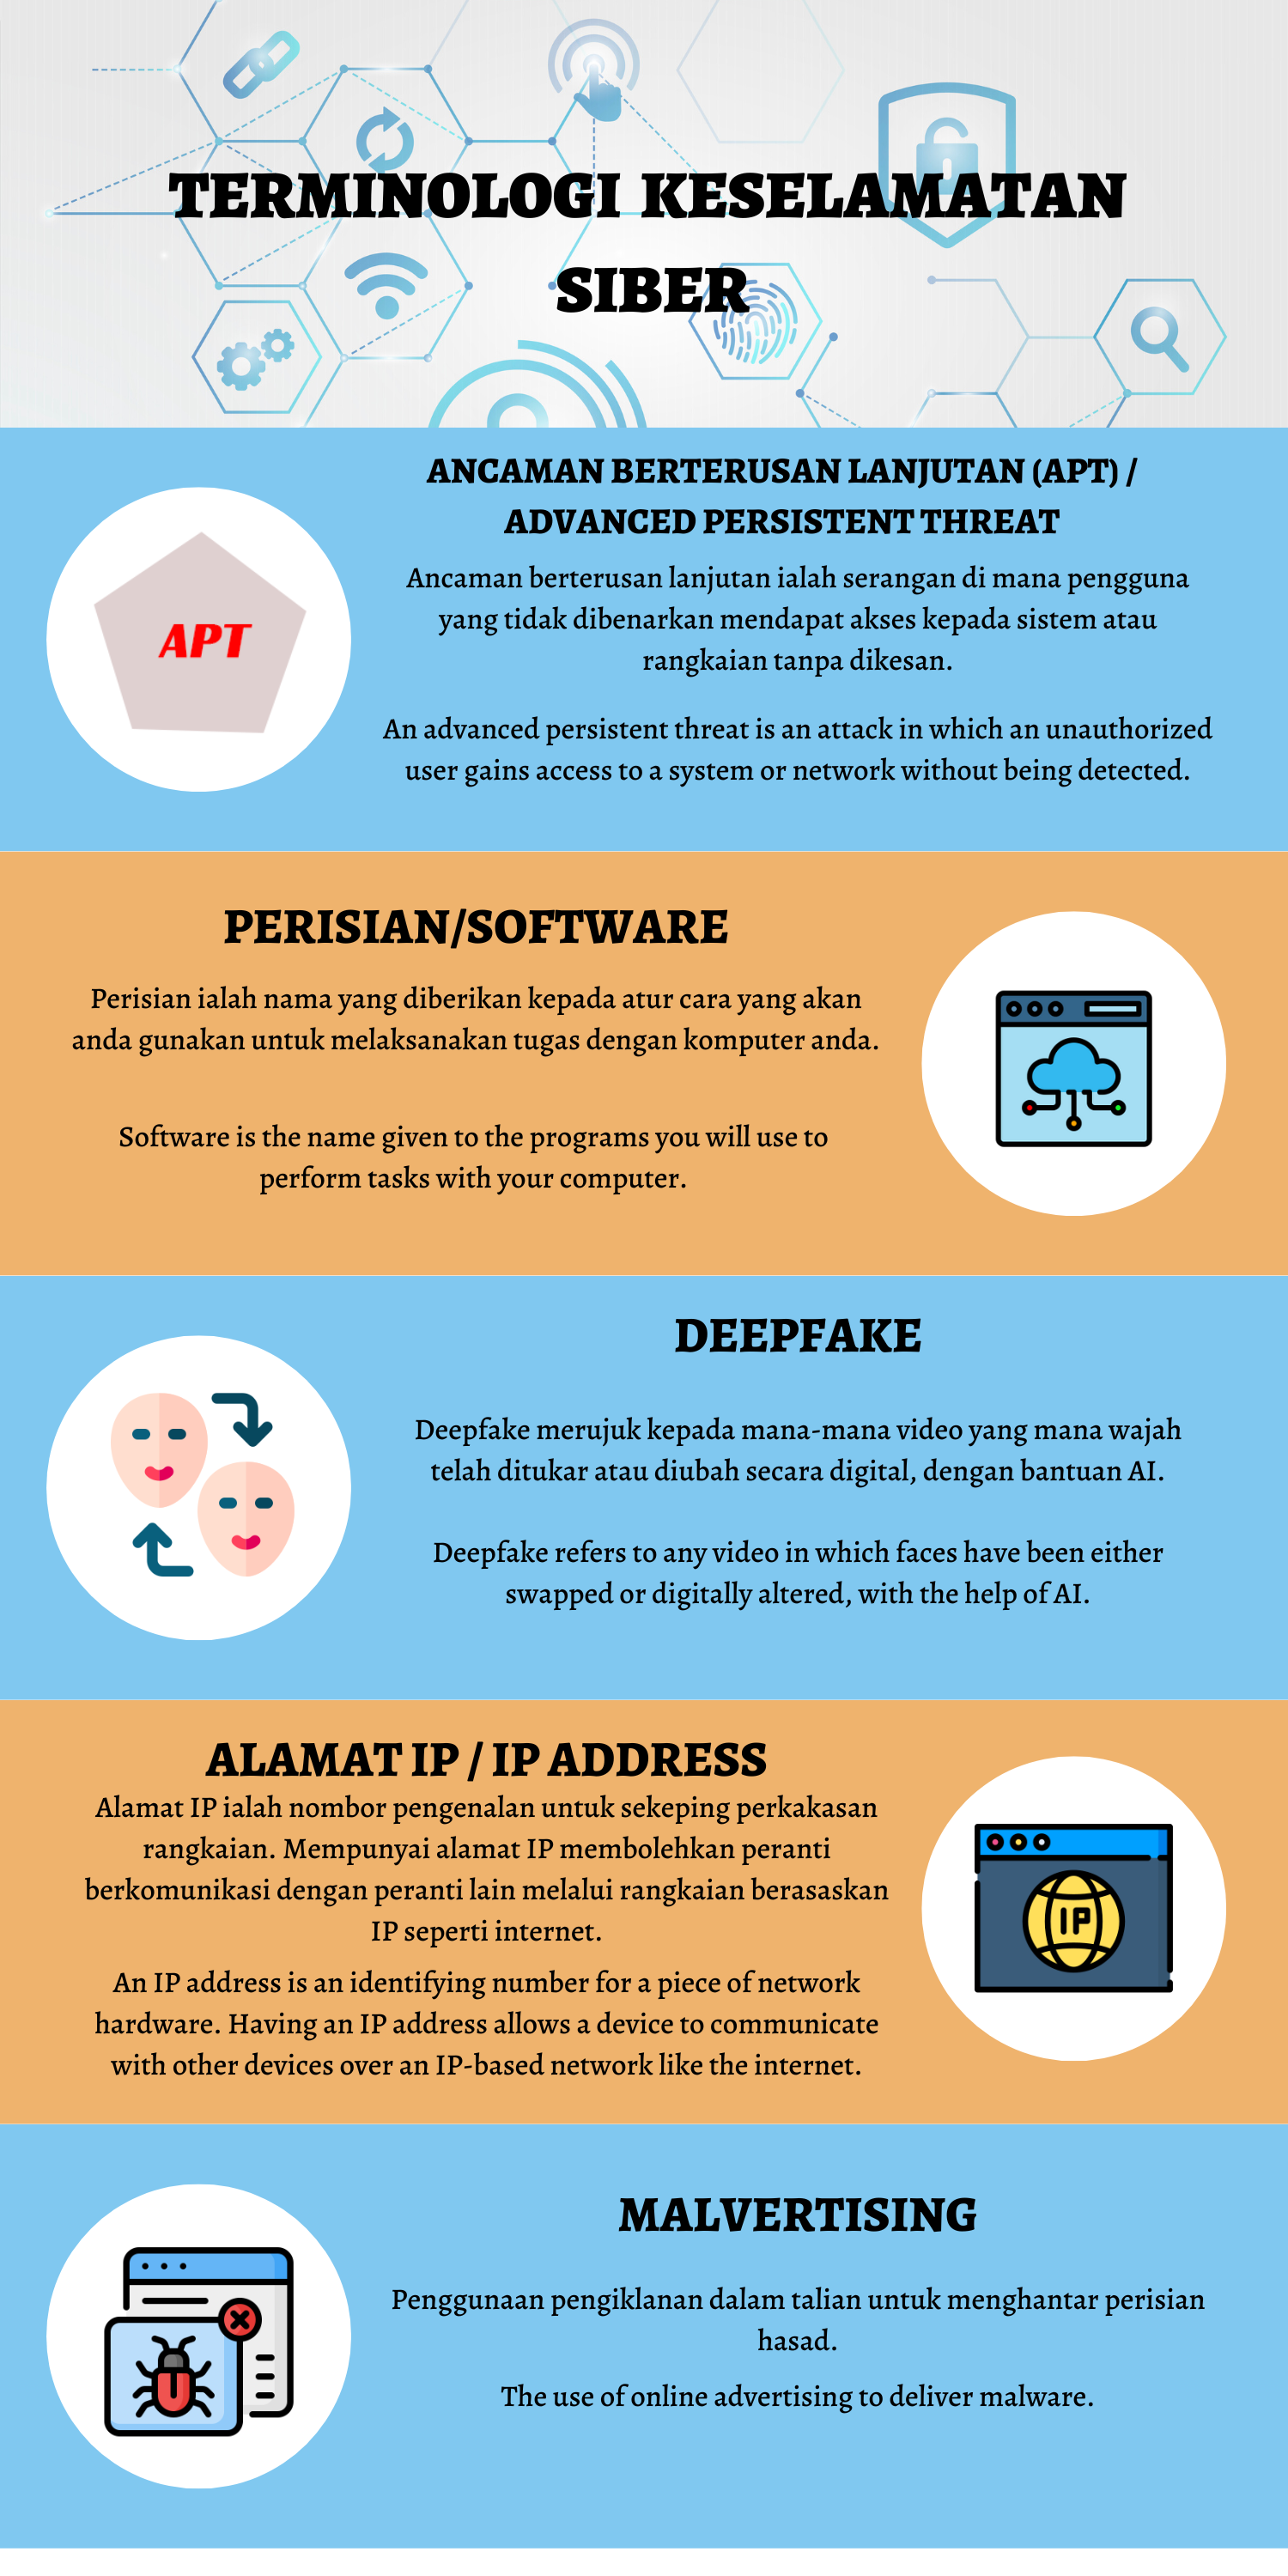 TERMINOLOGI KESELAMATAN
SIBER
ANCAMAN BERTERUSAN LANJUTAN (APT) /
ADVANCED PERSISTENT THREAT
APT
Ancaman berterusan lanjutan ialah serangan di mana pengguna
yang tidak dibenarkan mendapat akses kepada sistem atau
rangkaian tanpa dikesan.
An advanced persistent threat is an attack in which an unauthorized
user gains access to a system or network without being detected.
PERISIAN/SOFTWARE
Perisian ialah nama yang diberikan kepada atur cara yang akan
anda gunakan untuk melaksanakan tugas dengan komputer anda.
Software is the name given to the programs you will use to
perform tasks with your computer.
DEEPFAKE
Deepfake merujuk kepada mana-mana video yang mana wajah
telah ditukar atau diubah secara digital, dengan bantuan AI.
Deepfake refers to any video in which faces have been either
swapped or digitally altered, with the help of AI.
ALAMAT IP / IP ADDRESS
Alamat IP ialah nombor pengenalan untuk sekeping perkakasan
rangkaian. Mempunyai alamat IP membolehkan peranti
berkomunikasi dengan peranti lain melalui rangkaian berasaskan
IP seperti internet.
An IP address is an identifying number for a piece of network
hardware. Having an IP address allows a device to communicate
with other devices over an IP-based network like the internet.
IP
MALVERTISING
Penggunaan pengiklanan dalam talian untuk menghantar perisian
hasad.
The use of online advertising to deliver malware.